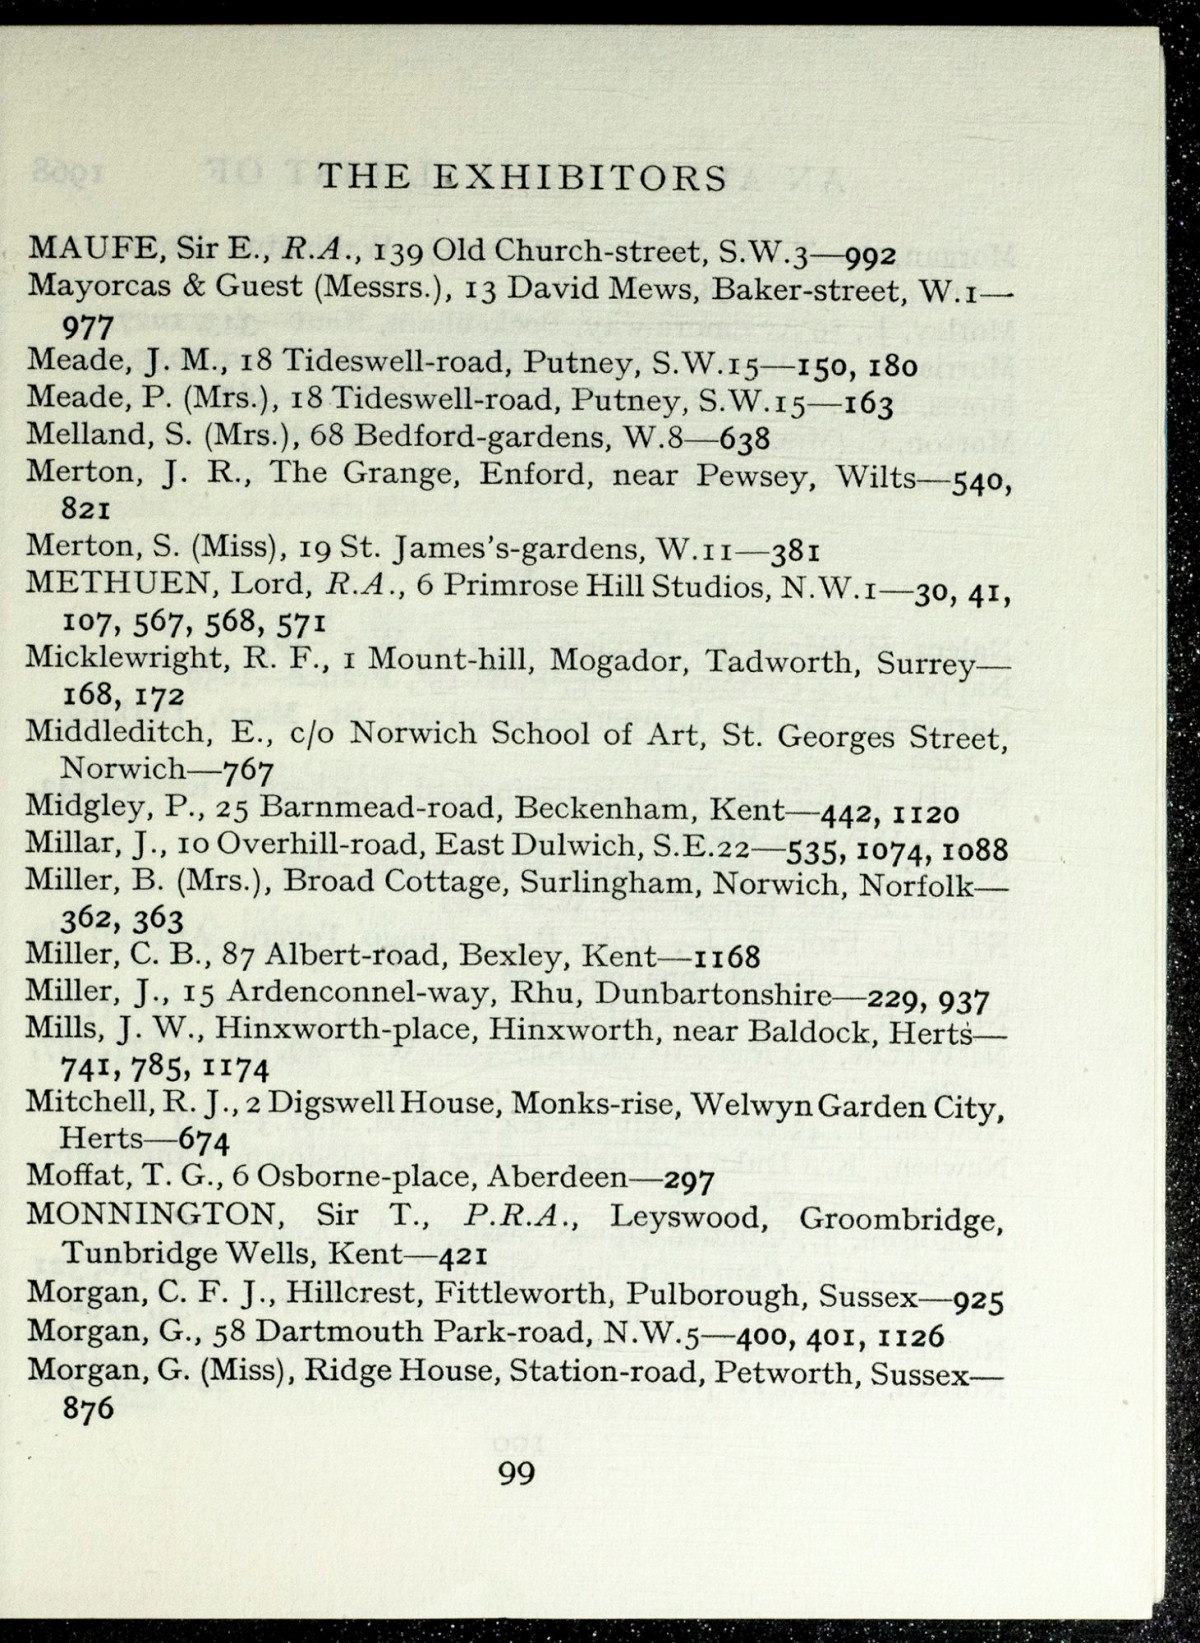 THE EXHIBITORS
MAUFE, Sir E., R.A., 139 Old Church-street, S.W.3—992
Mayorcas & Guest (Messrs.), 13 David Mews, Baker-street, W.1—
977
Meade, J. M., 18 Tideswell-road, Putney, S.W.15—150, 180
Meade, P. (Mrs.), 18 Tideswell-road, Putney, S.W.15—163
Melland, S. (Mrs.), 68 Bedford-gardens, W.8—638
Merton, J. R., The Grange, Enford, near Pewsey, Wilts—540,
821
Merton, S. (Miss), 19 St. James's-gardens, W.11—381
METHUEN, Lord, R.A., 6 Primrose Hill Studios, N.W.1—30, 41,
107, 567, 568, 571
Micklewright, R. F., 1 Mount-hill, Mogador, Tadworth, Surrey—
168, 172
Middleditch, E., c/o Norwich School of Art, St. Georges Street,
Norwich—767
Midgley, P., 25 Barnmead-road, Beckenham, Kent—442, 1120
Millar, J., 10 Overhill-road, East Dulwich, S.E.22—535, 1074, 1088
Miller, B. (Mrs.), Broad Cottage, Surlingham, Norwich, Norfolk—
362, 363
Miller, C. B., 87 Albert-road, Bexley, Kent—1168
Miller, J., 15 Ardenconnel-way, Rhu, Dunbartonshire—229, 937
Mills, J. W., Hinxworth-place, Hinxworth, near Baldock, Herts—
741, 785, 1174
Mitchell, R. J., 2 Digswell House, Monks-rise, Welwyn Garden City,
Herts—674
Moffat, T. G., 6 Osborne-place, Aberdeen—297
MONNINGTON, Sir T., P.R.A., Leyswood, Groombridge,
Tunbridge Wells, Kent—421
Morgan, C. F. J., Hillcrest, Fittleworth, Pulborough, Sussex—925
Morgan, G., 58 Dartmouth Park-road, N.W.5—400, 401, 1126
Morgan, G. (Miss), Ridge House, Station-road, Petworth, Sussex—
876
99